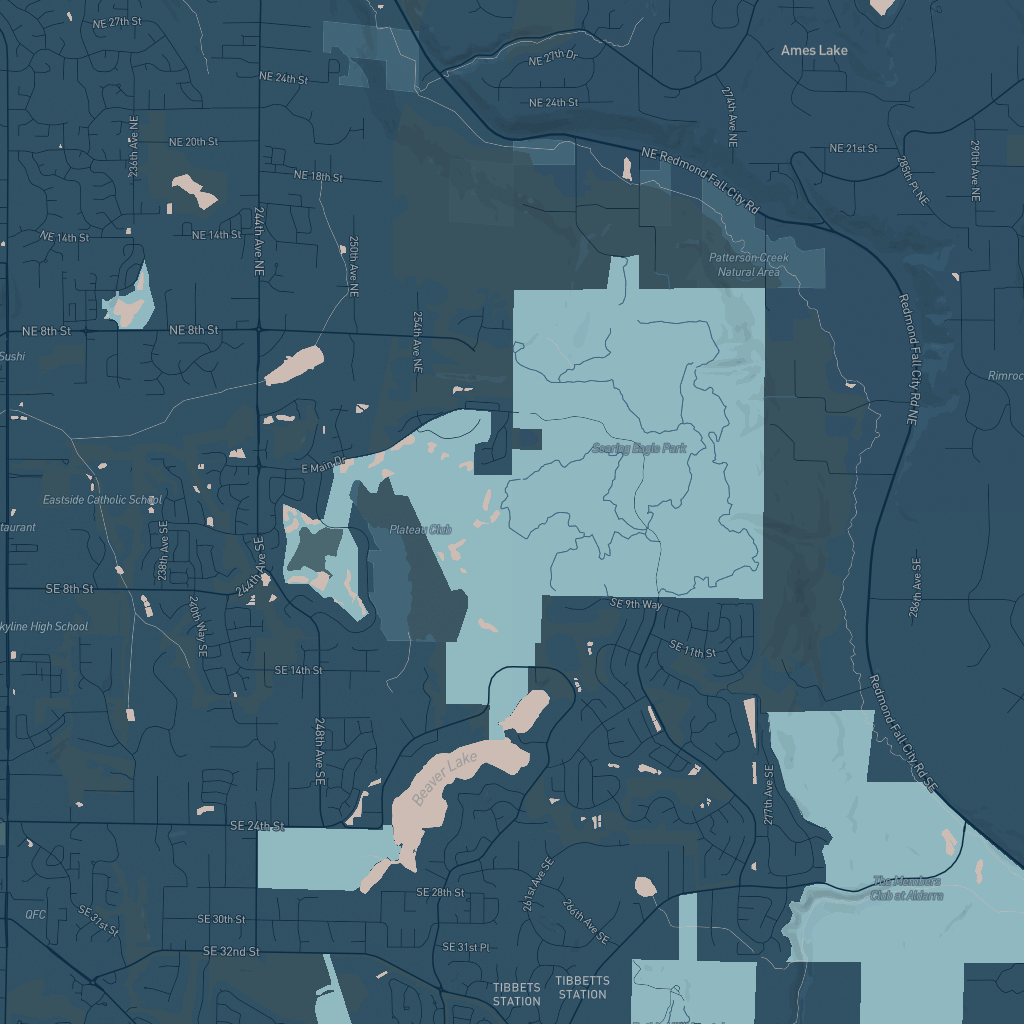 NE 27th St
Ames Lake
NE 27th Dr
NE 24th St
NE 24th St
274th Ave NE
236th Ave NE
NE 20th St
NE 21st St
290th Ave NE
NE Redmond Fall City Rd
285th Pl NE
NE 18th St
244th Ave NE
NE 14th St
NE 14th St
250th Ave NE
Patterson Creek
Natural Area
NE 8th St
NE 8th St
254th Ave NE
Redmond Fall City Rd NE
Sushi
Rimroc
Soaring Eagle Park
E Main Dr
Eastside Catholic School
taurant
Plateau Club
238th Ave SE
244th Ave SE
286th Ave SE
SE 8th St
SE 9th Way
240th Way SE
kyline High School
SE 11th St
SE 14th St
Redmond Fall City Rd SE
248th Ave SE
Beaver Lake
277th Ave SE
SE 24th St
The Members
Club at Aldarra
SE 28th St
261st Ave SE
QFC
SE 31st St
SE 30th St
266th Ave SE
SE 32nd St
SE 31st Pl
TIBBETS
STATION
TIBBETTS
STATION